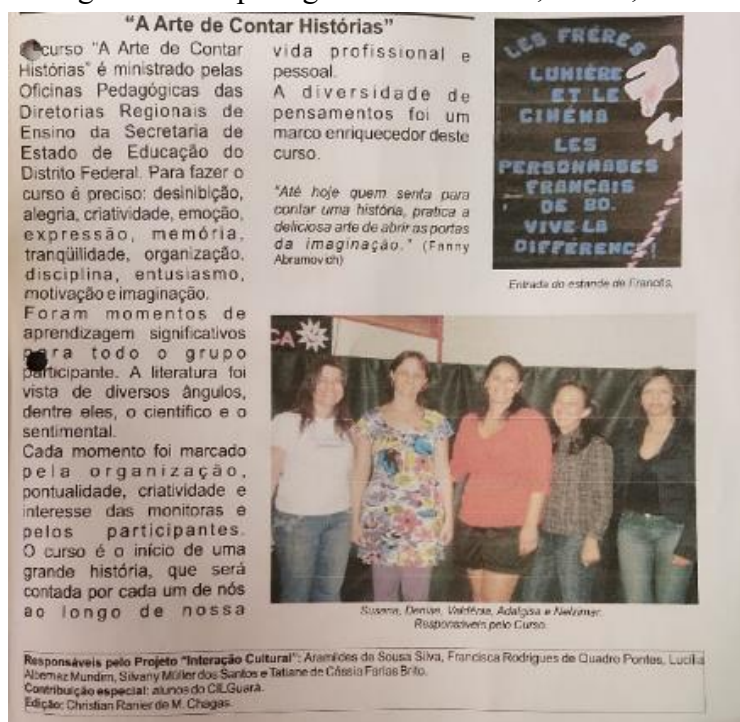 "A Arte de Contar Histórias"
curso "A Arte de Contar
Histórias" é ministrado pelas
Oficinas Pedagógicas das
Diretorias Regionais de
Ensino da Secretaria de
Estado de Educação do
Distrito Federal. Para fazer o
curso é preciso: desinibição,
alegria, criatividade, emoção,
expressão, memória,
tranqüilidade, organização,
disciplina, entusiasmo,
motivação e imaginação.
Foram momentos de
aprendizagem significativos
para todo o grupo
participante. A literatura foi
vista de diversos ângulos,
dentre eles, o científico e o
sentimental.
Cada momento foi marcado
pela organização,
pontualidade, criatividade e
interesse das monitoras e
pelos participantes.
O curso é o início de uma
grande história, que será
contada por cada um de nós
ao longo de nossa
vida profissional e
pessoal.
A diversidade de
pensamentos foi um
marco enriquecedor deste
curso.
"Até hoje quem senta para
contar uma história, pratica a
deliciosa arte de abrir as portas
da imaginação." (Fanny
Abramovich)
LES FRÈRES
LUMIÈRE
ET LE
CINÉMA
LES
PERSONNAGES
FRANÇAIS
DE BD.
VIVE LA
DIFFÉRENCE!
Entrada do estande de Francês.
CA
Susana, Denise, Valdênia, Adalgisa e Nelzimar.
Responsáveis pelo Curso.
Responsáveis pelo Projeto "Interação Cultural": Aramildes da Sousa Silva, Francisca Rodrigues de Quadro Pontes, Lucília
Albernaz Mundim, Silvany Müller dos Santos e Tatiane de Cássia Farias Brito.
Contribuição especial: alunos do CILGuará.
Edição: Christian Ranier de M. Chagas.